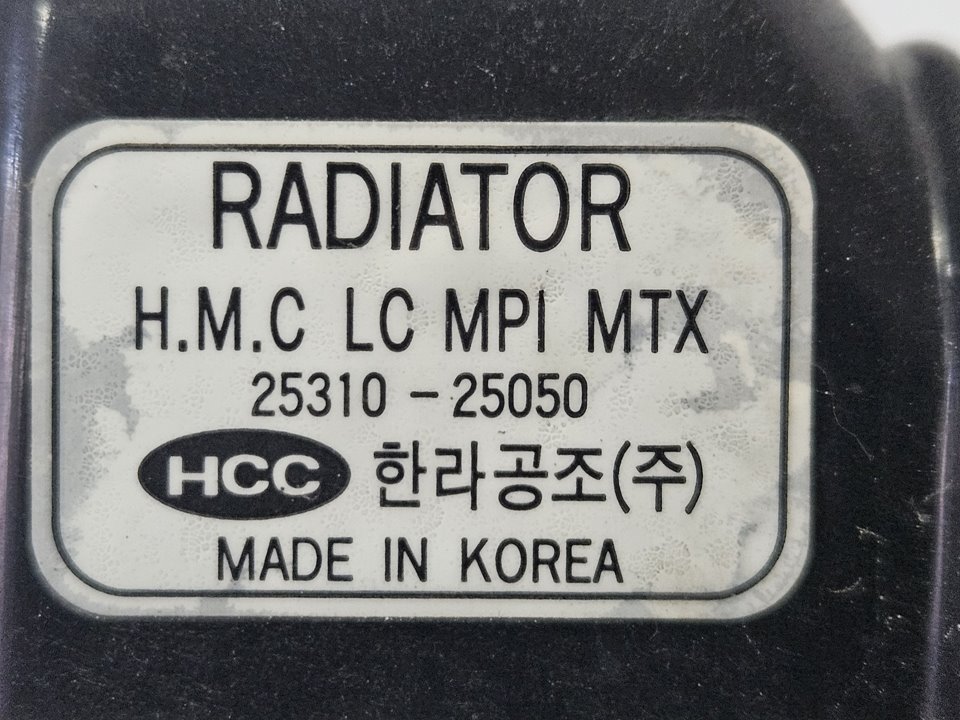 RADIATOR
H.M.C LC MPI MTX
25310 - 25050
HCC 한라공조(주)
MADE IN KOREA